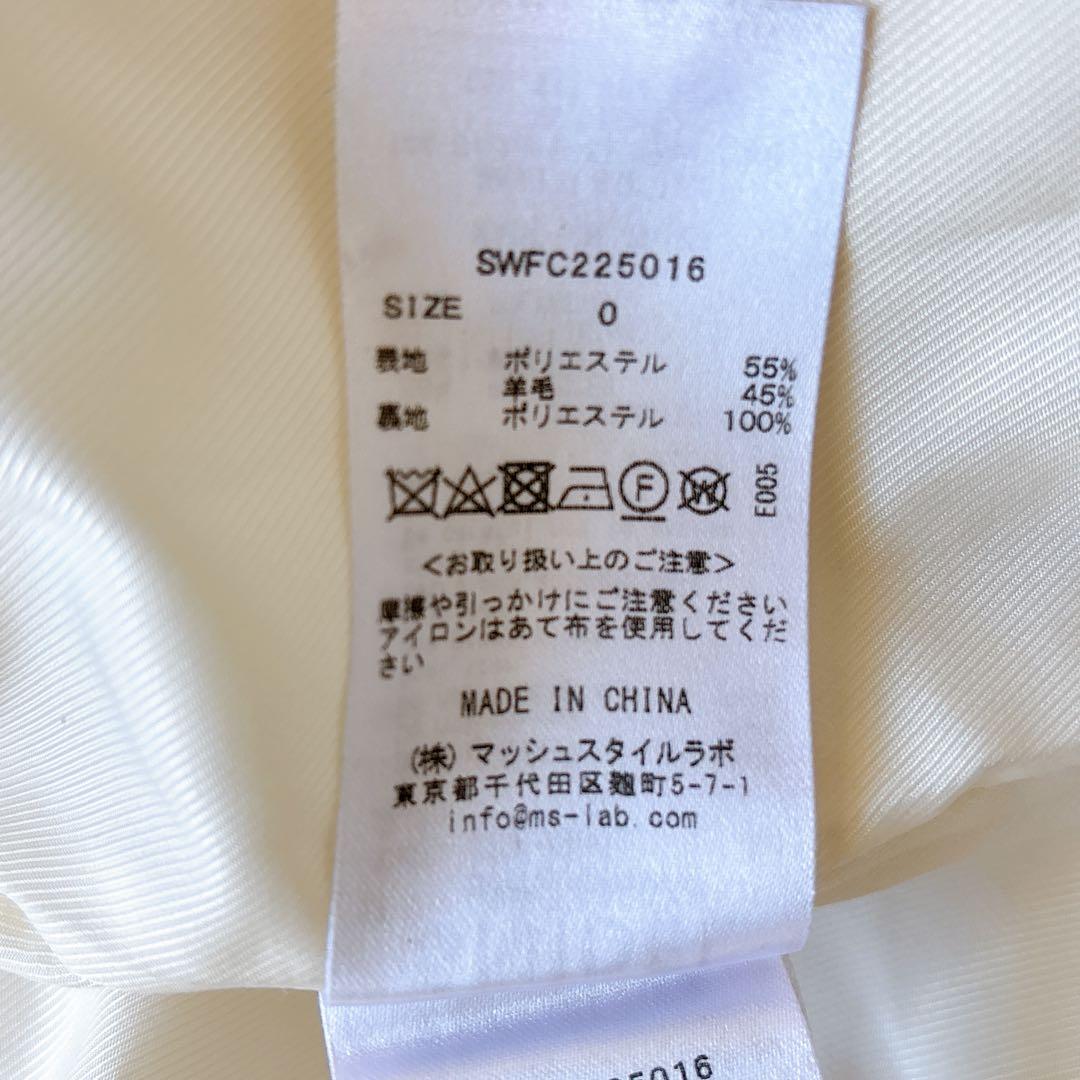 SWFC225016
SIZE 0
表地 ポリエステル 55%
羊毛 45%
裏地 ポリエステル 100%
F W E005
<お取り扱い上のご注意>
摩擦や引っかけにご注意ください
アイロンはあて布を使用してくだ
さい
MADE IN CHINA
(株) マッシュスタイルラボ
東京都千代田区麹町5-7-1
info@ms-lab.com
25016